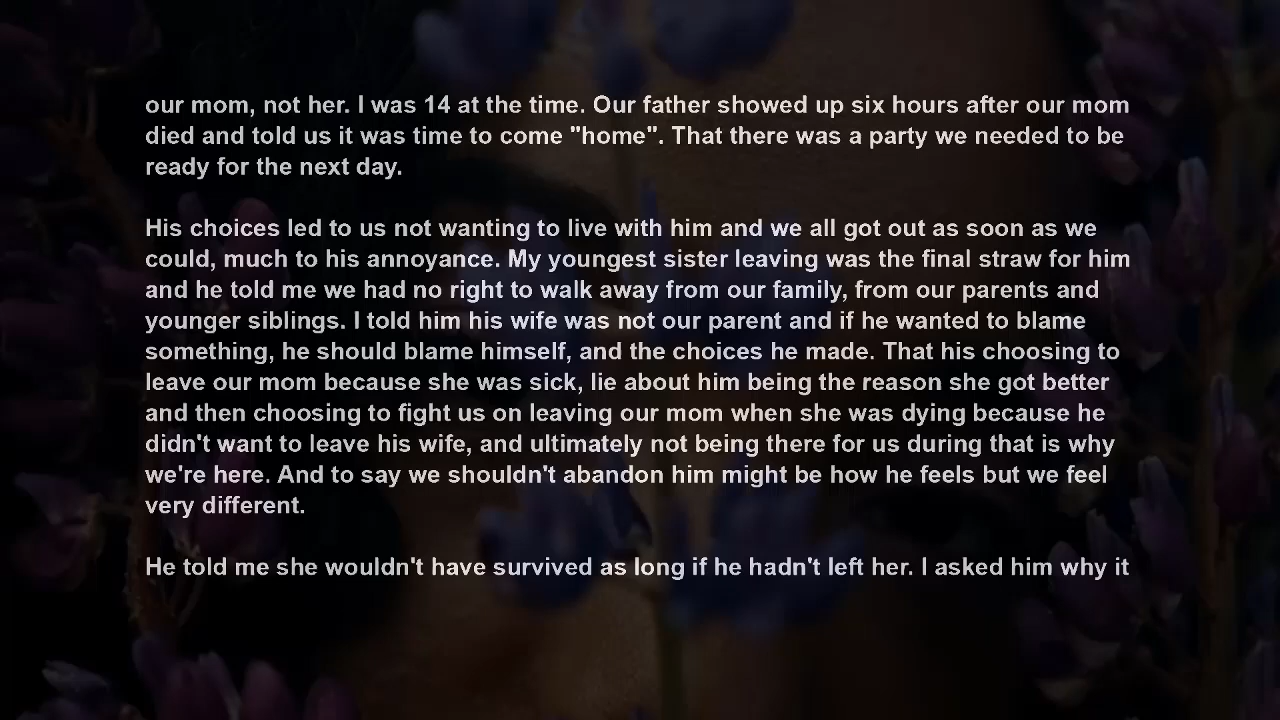 our mom, not her. I was 14 at the time. Our father showed up six hours after our mom
died and told us it was time to come "home". That there was a party we needed to be
ready for the next day.
His choices led to us not wanting to live with him and we all got out as soon as we
could, much to his annoyance. My youngest sister leaving was the final straw for him
and he told me we had no right to walk away from our family, from our parents and
younger siblings. I told him his wife was not our parent and if he wanted to blame
something, he should blame himself, and the choices he made. That his choosing to
leave our mom because she was sick, lie about him being the reason she got better
and then choosing to fight us on leaving our mom when she was dying because he
didn't want to leave his wife, and ultimately not being there for us during that is why
we're here. And to say we shouldn't abandon him might be how he feels but we feel
very different.
He told me she wouldn't have survived as long if he hadn't left her. I asked him why it